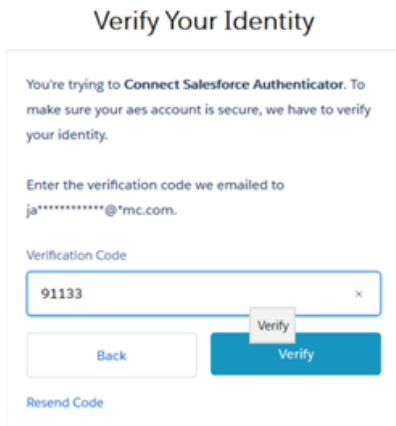 Verify Your Identity
You're trying to Connect Salesforce Authenticator. To
make sure your aes account is secure, we have to verify
your identity.
Enter the verification code we emailed to
ja************@*mc.com.
Verification Code
91133 ×
Verify
Back Verify
Resend Code